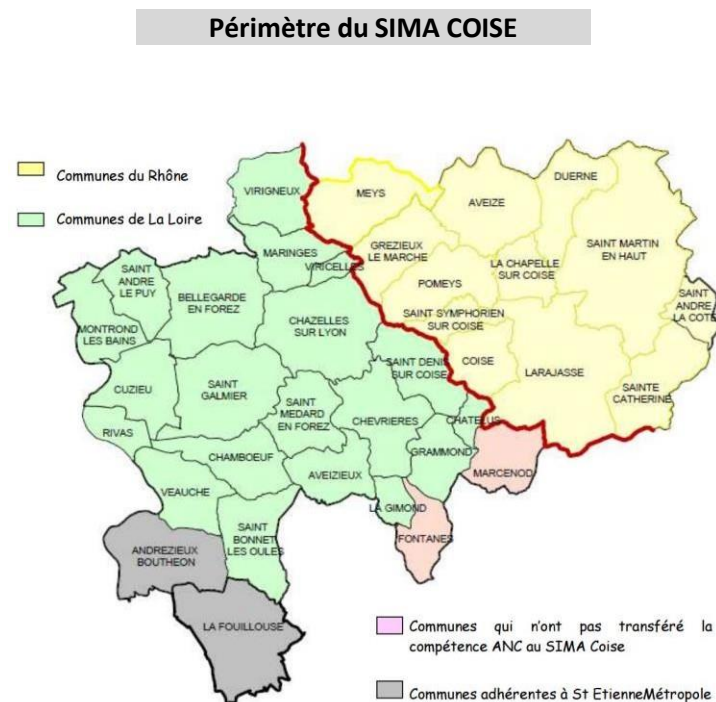 Périmètre du SIMA COISE
Communes du Rhône
Communes de La Loire
VIRIGNEUX
MEYS
AVEIZE
DUERNE
SAINT MARTIN
EN HAUT
MARINGES
VIRICELLES
GREZIEUX
LE MARCHE
LA CHAPELLE
SUR COISE
POMEYS
SAINT
ANDRE
LE PUY
BELLEGARDE
EN FOREZ
SAINT
ANDRE
LA COTE
MONTROND
LES BAINS
CHAZELLES
SUR LYON
SAINT SYMPHORIEN
SUR COISE
COISE
LARAJASSE
SAINT DENIS
SUR COISE
SAINTE
CATHERINE
CUZIEU
SAINT
GALMIER
SAINT
MEDARD
EN FOREZ
CHEVRIERES
CHATELUS
RIVAS
CHAMBOEUF
AVEIZIEUX
GRAMMOND
MARCENOD
VEAUCHE
LA GIMOND
SAINT
BONNET
LES OULES
FONTANES
ANDREZIEUX
BOUTHEON
LA FOUILLOUSE
Communes qui n'ont pas transféré la
compétence ANC au SIMA Coise
Communes adhérentes à St EtienneMétropole